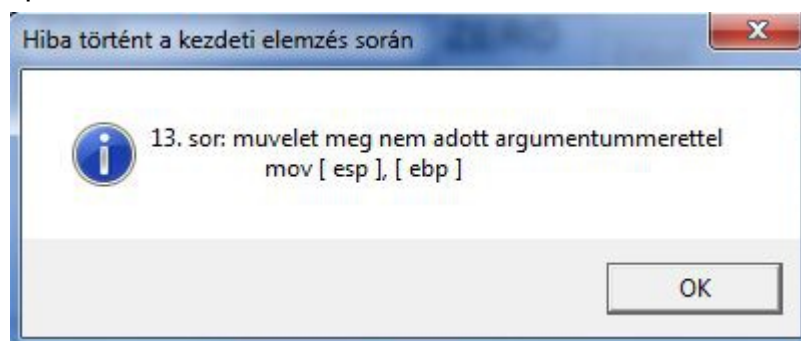 Hiba történt a kezdeti elemzés során
13. sor: muvelet meg nem adott argumentummerettel
mov [ esp ], [ ebp ]
OK